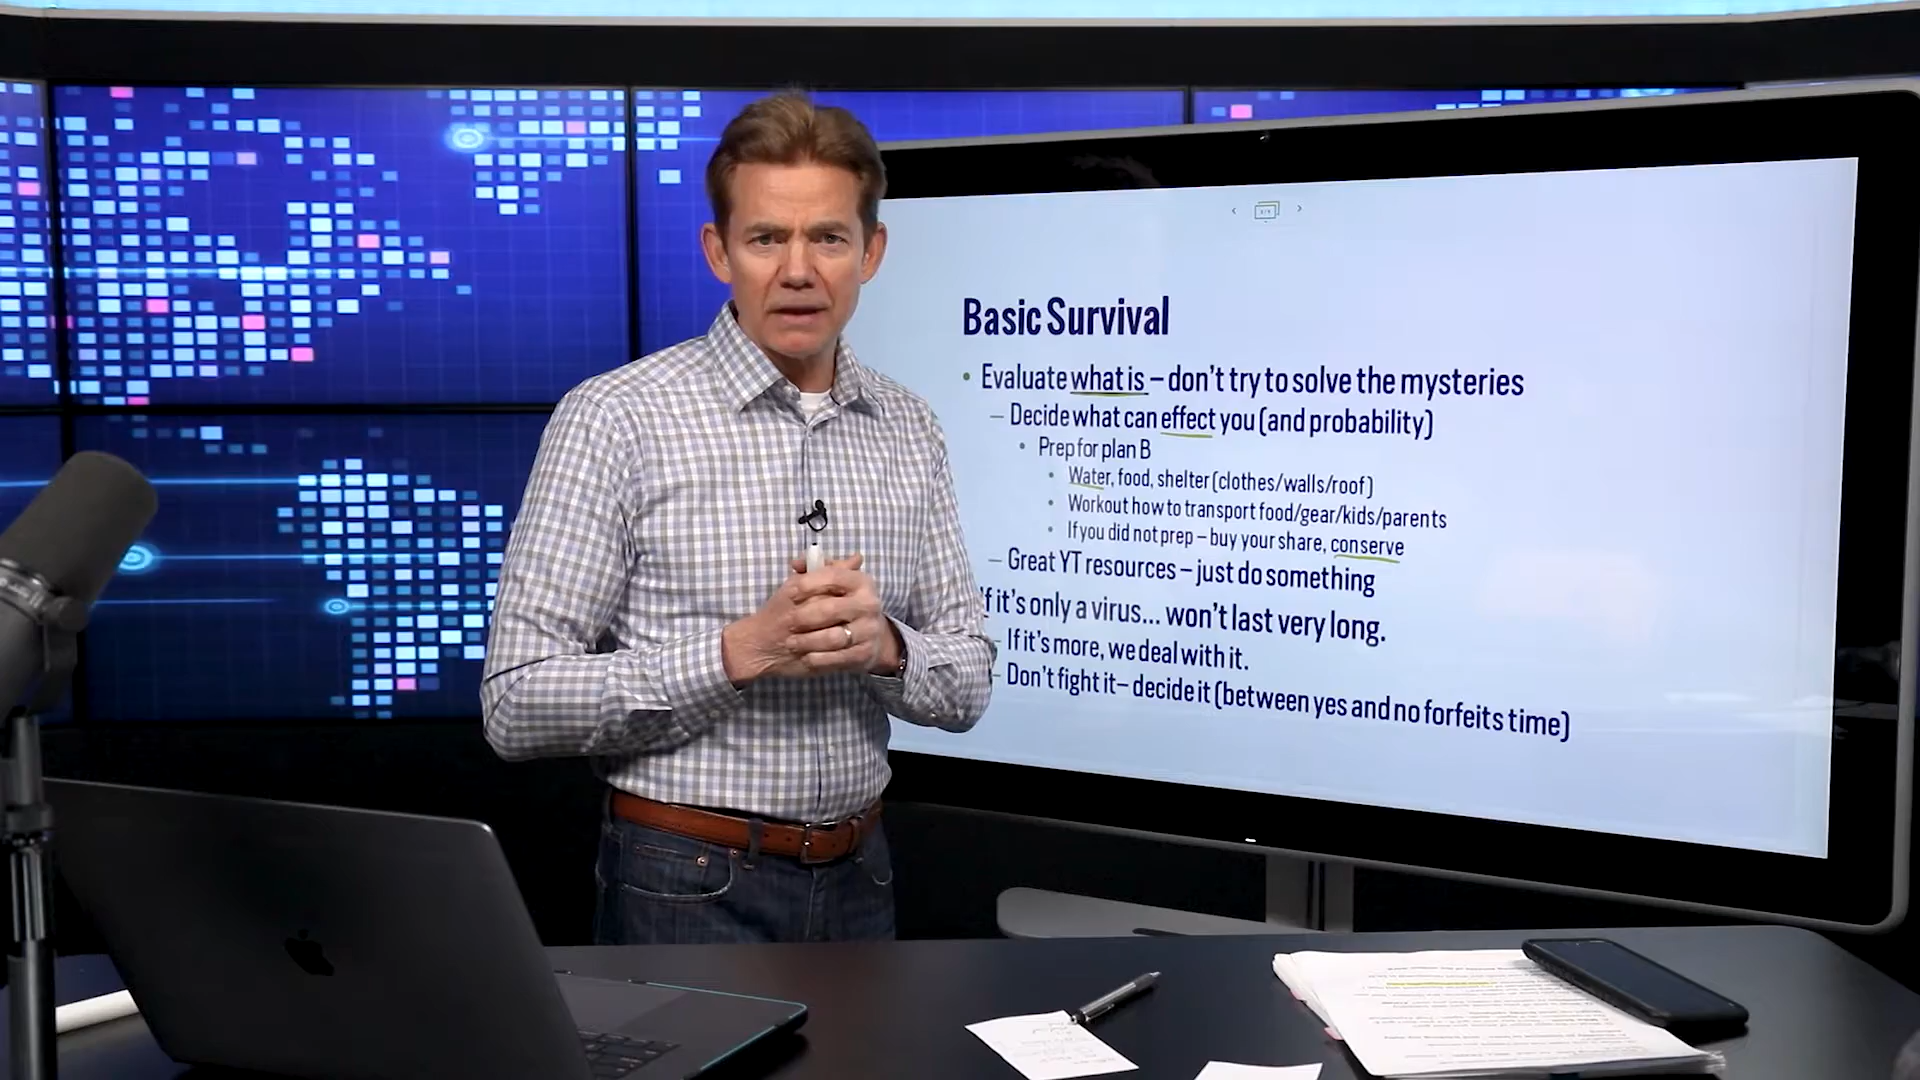 Basic Survival
• Evaluate what is – don't try to solve the mysteries
– Decide what can effect you (and probability)
• Prep for plan B
• Water, food, shelter (clothes/walls/roof)
• Workout how to transport food/gear/kids/parents
• If you did not prep – buy your share, conserve
– Great YT resources – just do something
If it's only a virus... won't last very long.
– If it's more, we deal with it.
– Don't fight it– decide it (between yes and no forfeits time)